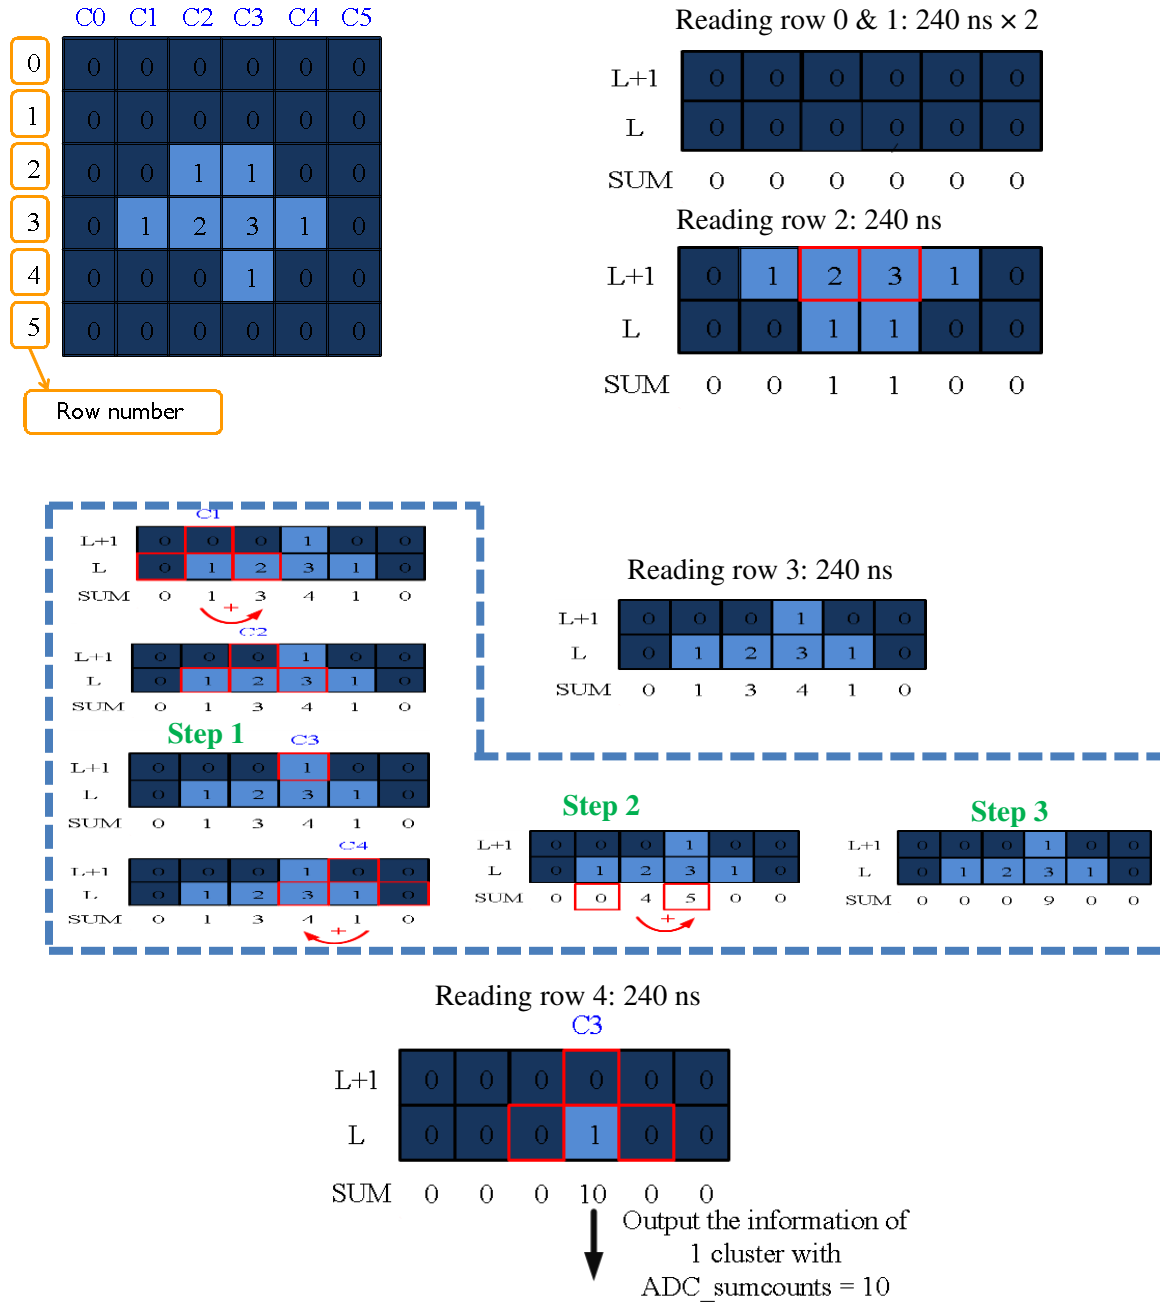 C0 C1 C2 C3 C4 C5
0 0 0 0 0 0 0
1 0 0 0 0 0 0
2 0 0 1 1 0 0
3 0 1 2 3 1 0
4 0 0 0 1 0 0
5 0 0 0 0 0 0
Row number
Reading row 0 & 1: 240 ns × 2
L+1 0 0 0 0 0 0
L 0 0 0 0 0 0
SUM 0 0 0 0 0 0
Reading row 2: 240 ns
L+1 0 1 2 3 1 0
L 0 0 1 1 0 0
SUM 0 0 1 1 0 0
C1
L+1 0 0 0 1 0 0
L 0 1 2 3 1 0
SUM 0 1 3 4 1 0
+
C2
L+1 0 0 0 1 0 0
L 0 1 2 3 1 0
SUM 0 1 3 4 1 0
Step 1
C3
L+1 0 0 0 1 0 0
L 0 1 2 3 1 0
SUM 0 1 3 4 1 0
C4
L+1 0 0 0 1 0 0
L 0 1 2 3 1 0
SUM 0 1 3 4 1 0
+
Reading row 3: 240 ns
L+1 0 0 0 1 0 0
L 0 1 2 3 1 0
SUM 0 1 3 4 1 0
Step 2
L+1 0 0 0 1 0 0
L 0 1 2 3 1 0
SUM 0 0 4 5 0 0
+
Step 3
L+1 0 0 0 1 0 0
L 0 1 2 3 1 0
SUM 0 0 0 9 0 0
Reading row 4: 240 ns
C3
L+1 0 0 0 0 0 0
L 0 0 0 1 0 0
SUM 0 0 0 10 0 0
Output the information of
1 cluster with
ADC_sumcounts = 10